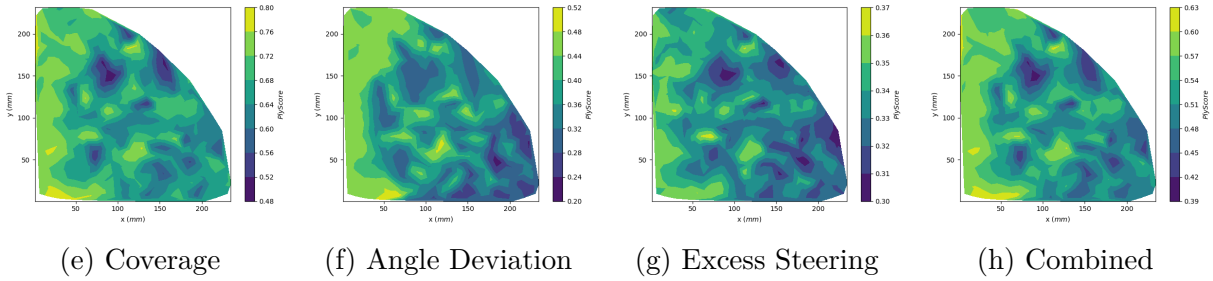 200
150
100
50
y (mm)
50 100 150 200
x (mm)
0.80
0.76
0.72
0.68
0.64
0.60
0.56
0.52
0.48
PlyScore
(e) Coverage
200
150
100
50
y (mm)
50 100 150 200
x (mm)
0.52
0.48
0.44
0.40
0.36
0.32
0.28
0.24
0.20
PlyScore
(f) Angle Deviation
200
150
100
50
y (mm)
50 100 150 200
x (mm)
0.37
0.36
0.35
0.34
0.33
0.32
0.31
0.30
PlyScore
(g) Excess Steering
200
150
100
50
y (mm)
50 100 150 200
x (mm)
0.63
0.60
0.57
0.54
0.51
0.48
0.45
0.42
0.39
PlyScore
(h) Combined